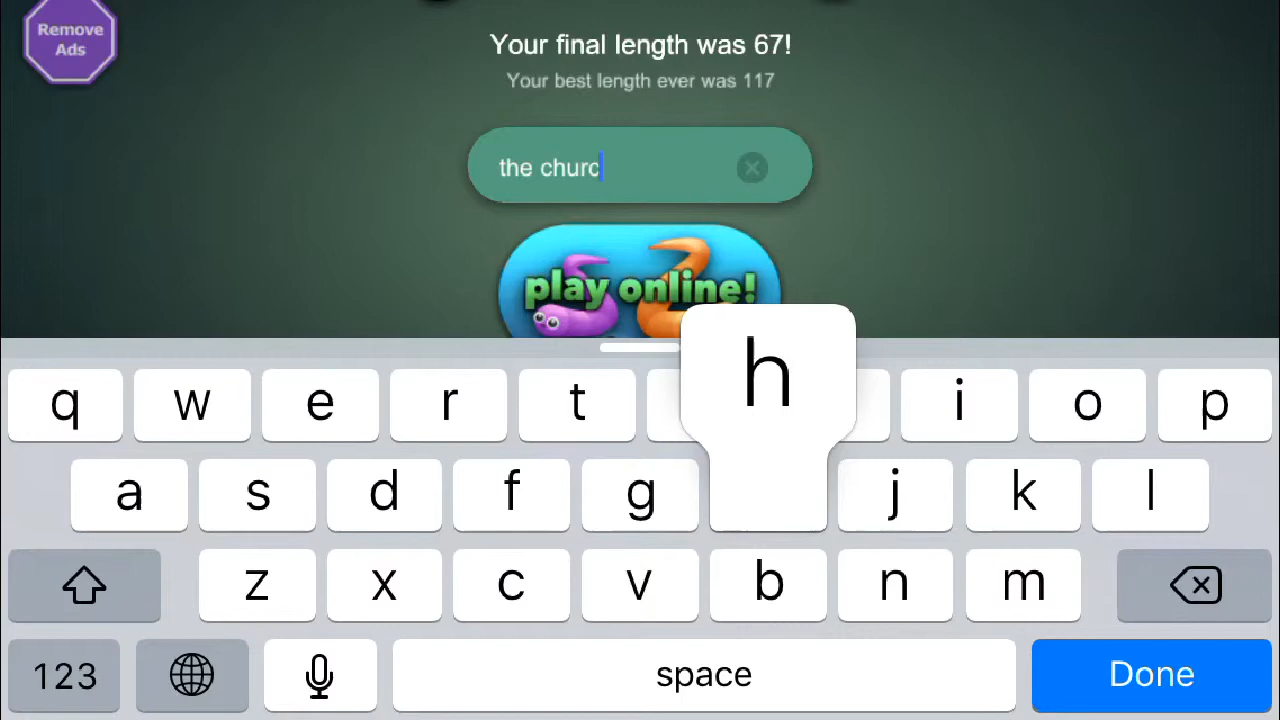 Remove
Ads
Your final length was 67!
Your best length ever was 117
the churc
play online!
h
q w e r t i o p
a s d f g j k l
z x c v b n m
123 space Done